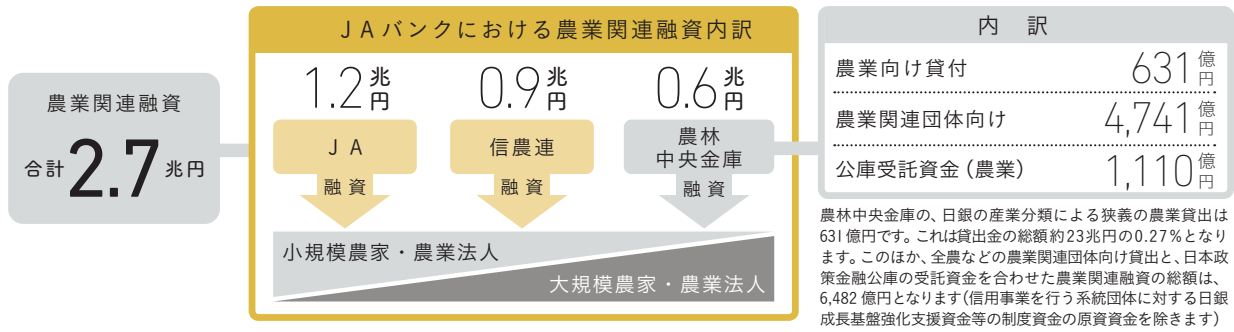 農業関連融資
合計2.7兆円
JAバンクにおける農業関連融資内訳
1.2兆円
0.9兆円
0.6兆円
JA
信農連
農林
中央金庫
融資
融資
融資
小規模農家・農業法人
大規模農家・農業法人
内 訳
農業向け貸付 631億円
農業関連団体向け 4,741億円
公庫受託資金(農業) 1,110億円
農林中央金庫の、日銀の産業分類による狭義の農業貸出は
631億円です。これは貸出金の総額約23兆円の0.27%となり
ます。このほか、全農などの農業関連団体向け貸出と、日本政
策金融公庫の受託資金を合わせた農業関連融資の総額は、
6,482億円となります(信用事業を行う系統団体に対する日銀
成長基盤強化支援資金等の制度資金の原資資金を除きます)